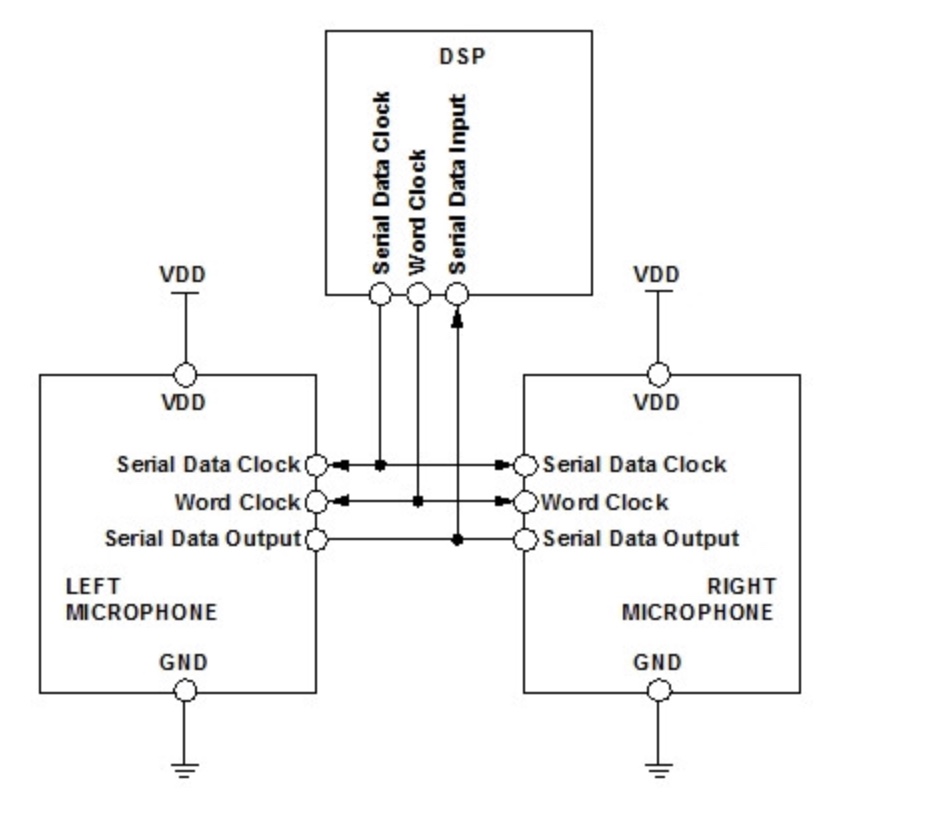 DSP
Serial Data Clock
Word Clock
Serial Data Input
VDD
VDD
VDD
VDD
Serial Data Clock
Serial Data Clock
Word Clock
Word Clock
Serial Data Output
Serial Data Output
LEFT
MICROPHONE
RIGHT
MICROPHONE
GND
GND